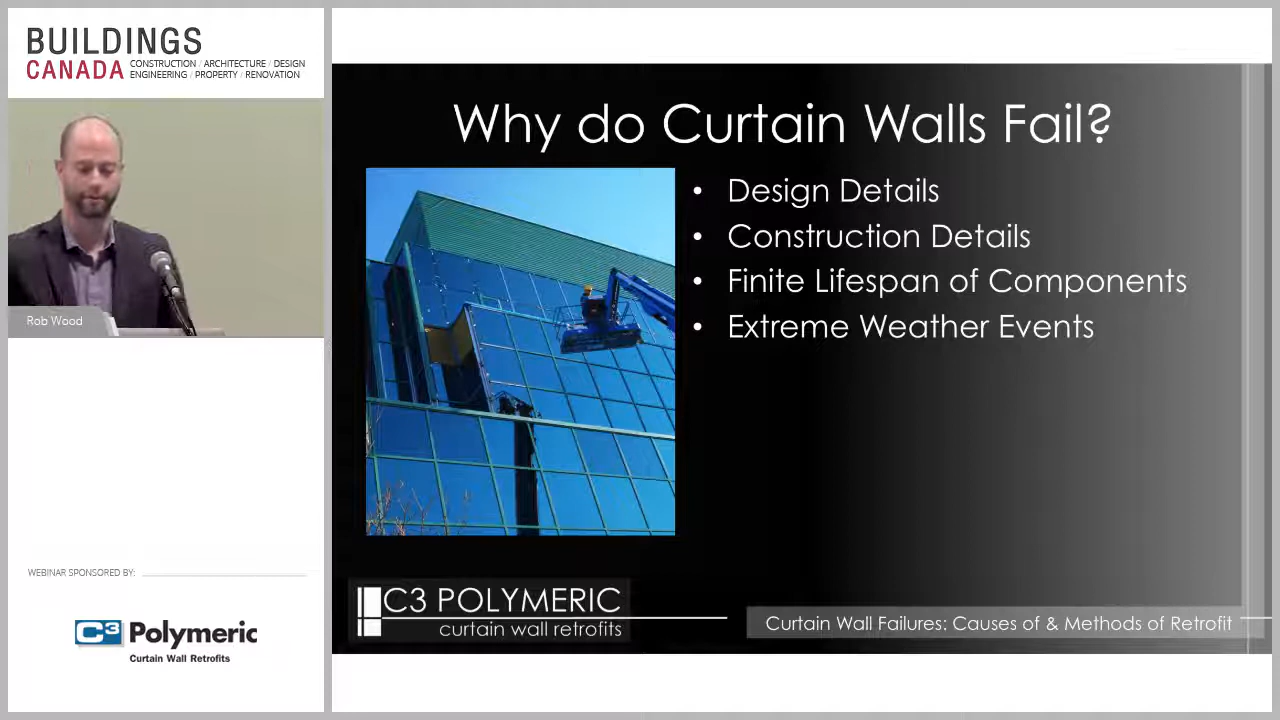 BUILDINGS
CANADA CONSTRUCTION / ARCHITECTURE / DESIGN
ENGINEERING / PROPERTY / RENOVATION
Rob Wood
WEBINAR SPONSORED BY:
C3 Polymeric
Curtain Wall Retrofits
Why do Curtain Walls Fail?
• Design Details
• Construction Details
• Finite Lifespan of Components
• Extreme Weather Events
C3 POLYMERIC
curtain wall retrofits
Curtain Wall Failures: Causes of & Methods of Retrofit